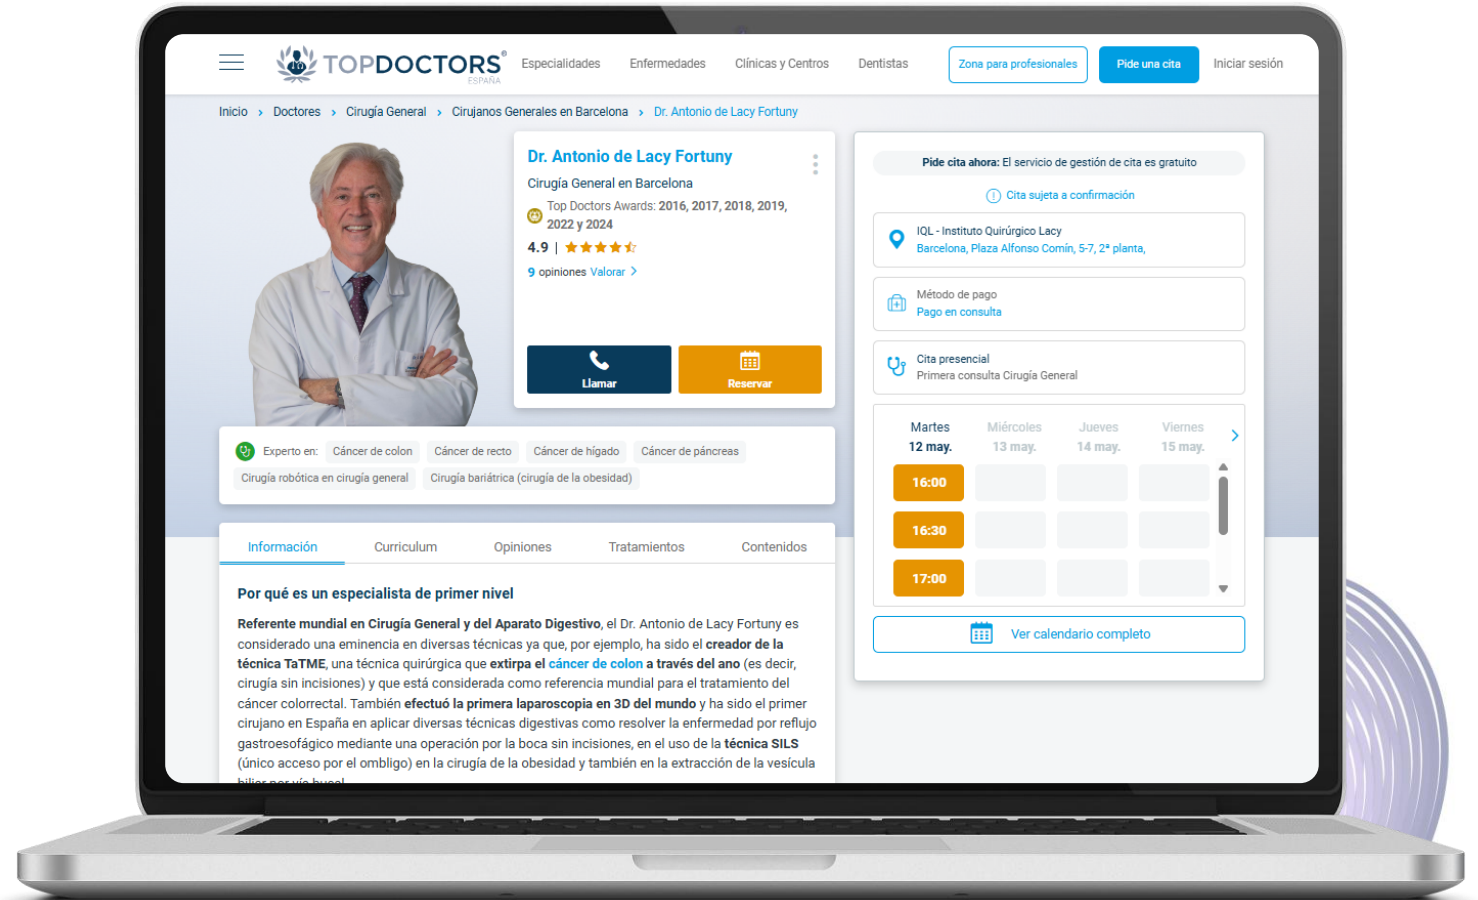 TOPDOCTORS
ESPAÑA
Especialidades
Enfermedades
Clínicas y Centros
Dentistas
Zona para profesionales
Pide una cita
Iniciar sesión
Inicio > Doctores > Cirugía General > Cirujanos Generales en Barcelona > Dr. Antonio de Lacy Fortuny
Dr. Antonio de Lacy Fortuny
Cirugía General en Barcelona
Top Doctors Awards: 2016, 2017, 2018, 2019,
2022 y 2024
4.9 |
9 opiniones Valorar >
Llamar
Reservar
Experto en: Cáncer de colon Cáncer de recto Cáncer de hígado Cáncer de páncreas
Cirugía robótica en cirugía general Cirugía bariátrica (cirugía de la obesidad)
Información
Curriculum
Opiniones
Tratamientos
Contenidos
Por qué es un especialista de primer nivel
Referente mundial en Cirugía General y del Aparato Digestivo, el Dr. Antonio de Lacy Fortuny es
considerado una eminencia en diversas técnicas ya que, por ejemplo, ha sido el creador de la
técnica TaTME, una técnica quirúrgica que extirpa el cáncer de colon a través del ano (es decir,
cirugía sin incisiones) y que está considerada como referencia mundial para el tratamiento del
cáncer colorrectal. También efectuó la primera laparoscopia en 3D del mundo y ha sido el primer
cirujano en España en aplicar diversas técnicas digestivas como resolver la enfermedad por reflujo
gastroesofágico mediante una operación por la boca sin incisiones, en el uso de la técnica SILS
(único acceso por el ombligo) en la cirugía de la obesidad y también en la extracción de la vesícula
biliar por vía bucal
Pide cita ahora: El servicio de gestión de cita es gratuito
Cita sujeta a confirmación
IQL - Instituto Quirúrgico Lacy
Barcelona, Plaza Alfonso Comín, 5-7, 2ª planta,
Método de pago
Pago en consulta
Cita presencial
Primera consulta Cirugía General
Martes Miércoles Jueves Viernes
12 may. 13 may. 14 may. 15 may.
16:00
16:30
17:00
Ver calendario completo